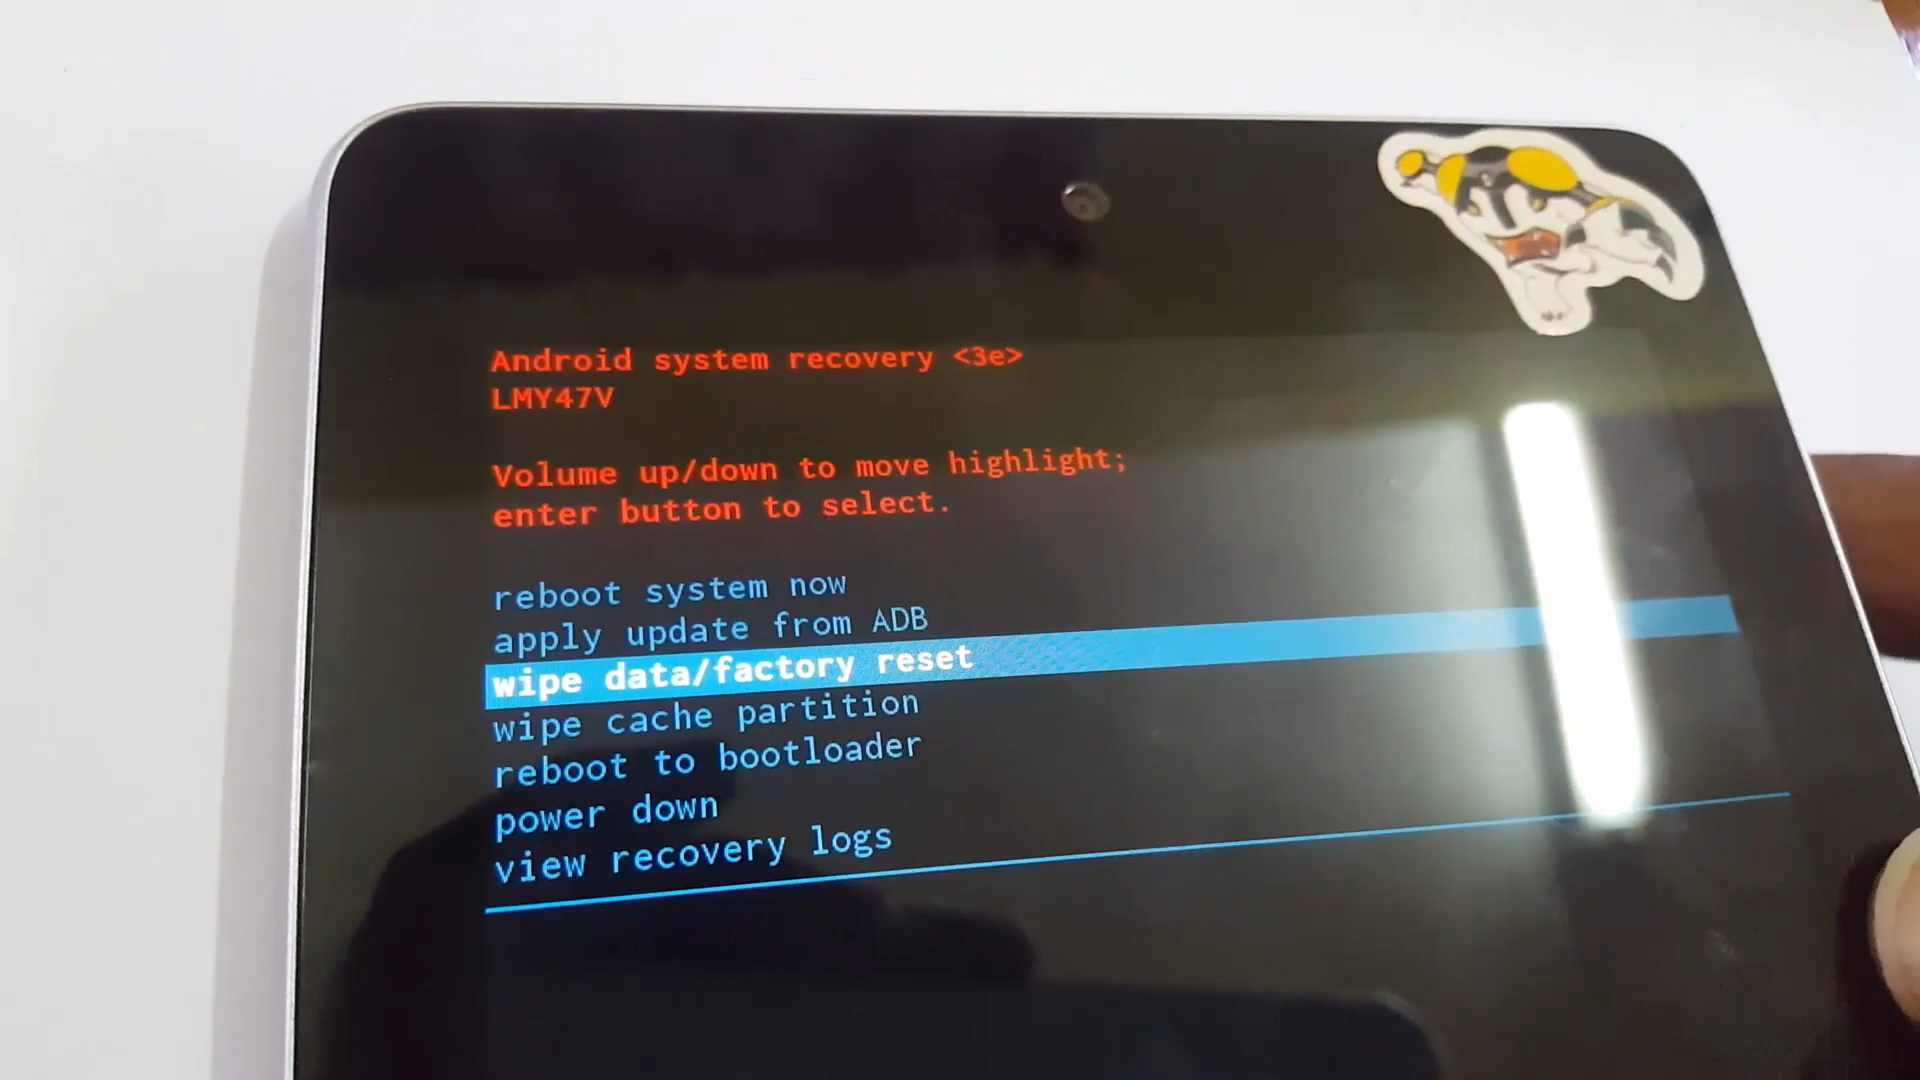 Android system recovery <3e>
LMY47V
Volume up/down to move highlight;
enter button to select.
reboot system now
apply update from ADB
wipe data/factory reset
wipe cache partition
reboot to bootloader
power down
view recovery logs